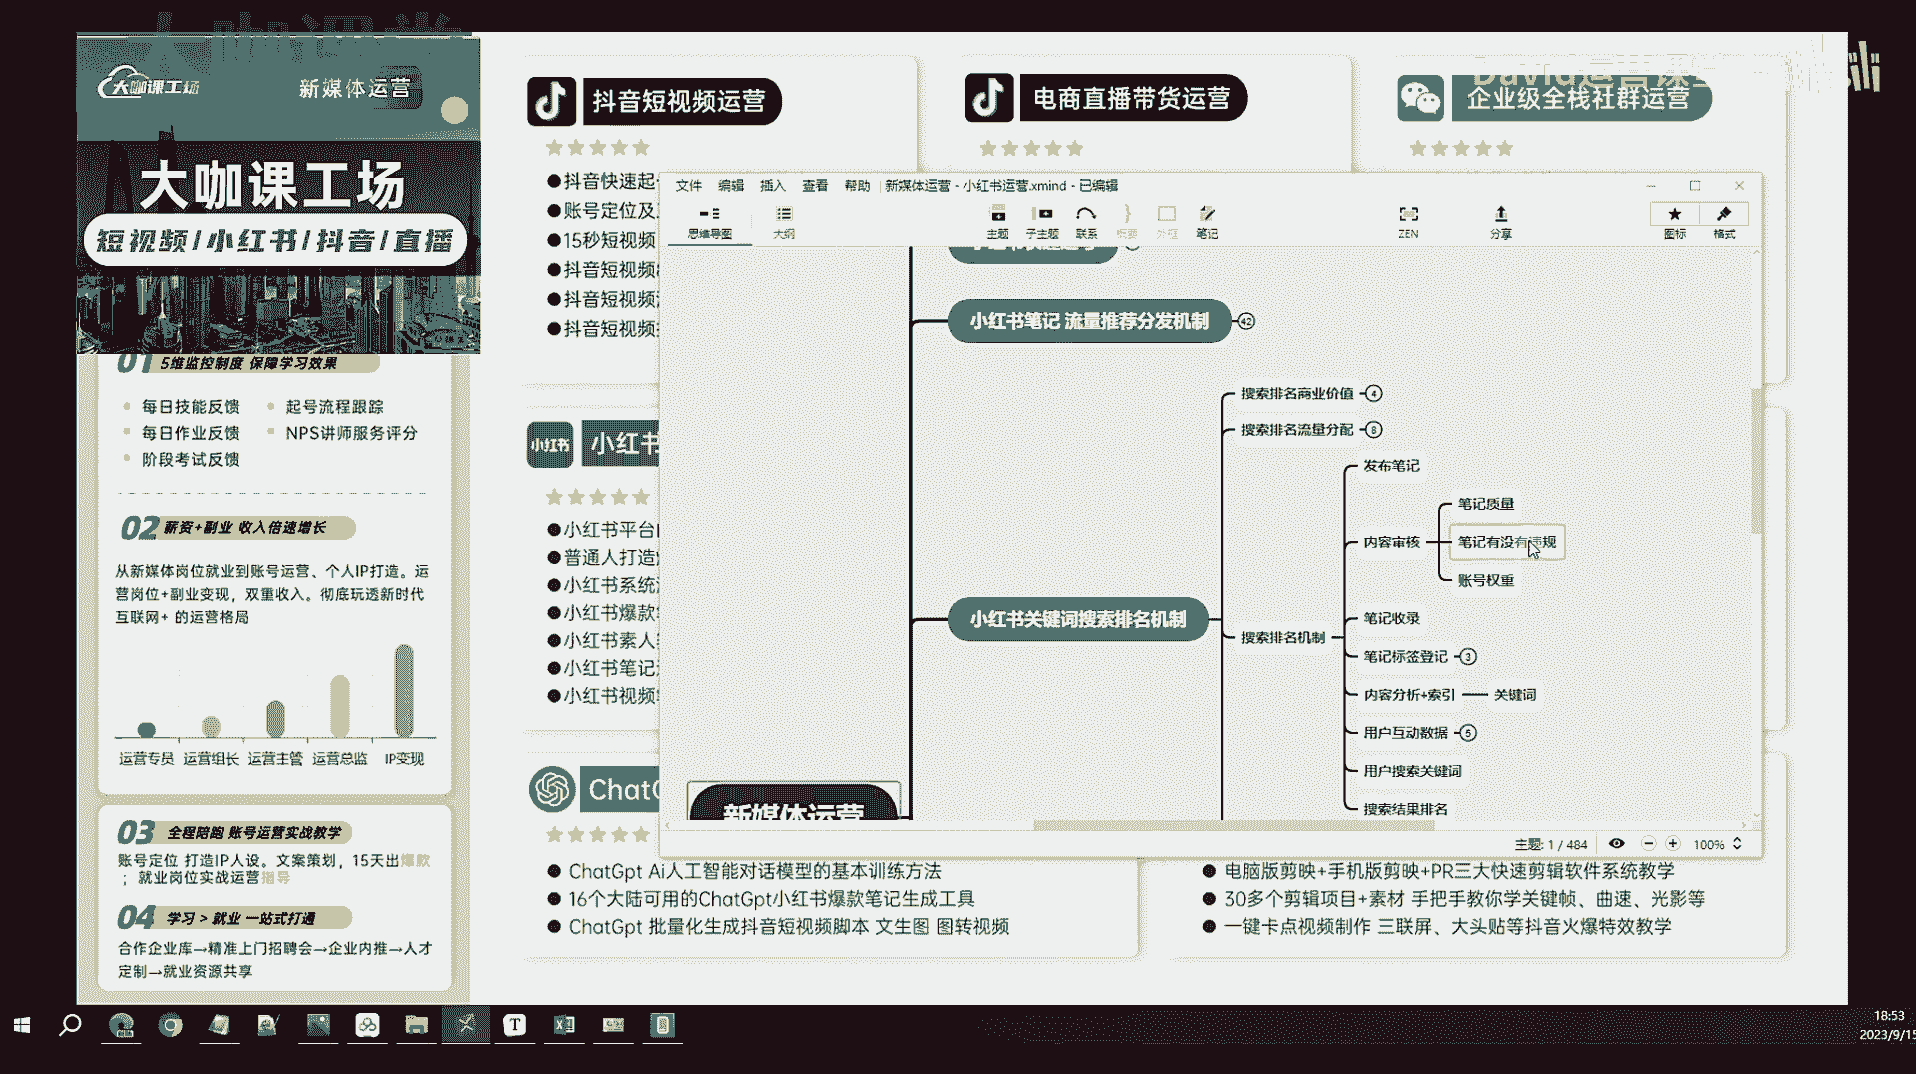 大咖课堂
大咖课工场
新媒体运营
大咖课工场
短视频/小红书/抖音/直播
01 5维监控制度 保障学习效果
每日技能反馈
起号流程跟踪
每日作业反馈
NPS讲师服务评分
阶段考试反馈
02 薪资+副业 收入倍速增长
从新媒体岗位就业到账号运营、个人IP打造。运
营岗位+副业变现，双重收入。彻底玩透新时代
互联网+ 的运营格局
运营专员 运营组长 运营主管 运营总监 IP变现
03 全程陪跑 账号运营实战教学
账号定位 打造IP人设。文案策划，15天出爆款
；就业岗位实战运营指导
04 学习 > 就业 一站式打通
合作企业库→精准上门招聘会→企业内推→人才
定制→就业资源共享
抖音短视频运营
●抖音快速起
●账号定位及
●15秒短视频
●抖音短视频
●抖音短视频
●抖音短视频
电商直播带货运营
企业级全栈社群运营
小红书
小红书
●小红书平台
●普通人打造
●小红书系统
●小红书爆款
●小红书素人
●小红书笔记
●小红书视频
ChatG
● ChatGpt Ai人工智能对话模型的基本训练方法
● 16个大陆可用的ChatGpt小红书爆款笔记生成工具
● ChatGpt 批量化生成抖音短视频脚本 文生图 图转视频
● 电脑版剪映+手机版剪映+PR三大快速剪辑软件系统教学
● 30多个剪辑项目+素材 手把手教你学关键帧、曲速、光影等
● 一键卡点视频制作 三联屏、大头贴等抖音火爆特效教学
文件 编辑 插入 查看 帮助 新媒体运营 - 小红书运营.xmind - 已编辑
思维导图 大纲 主题 子主题 联系 概要 外框 笔记 ZEN 分享 图标 格式
小红书笔记 流量推荐分发机制 42
搜索排名商业价值 4
搜索排名流量分配 8
发布笔记
笔记质量
内容审核
笔记有没有违规
账号权重
小红书关键词搜索排名机制
笔记收录
搜索排名机制
笔记标签登记 3
内容分析+索引
关键词
用户互动数据 5
用户搜索关键词
搜索结果排名
新媒体运营
主题: 1 / 484
100%
18:53
2023/9/15